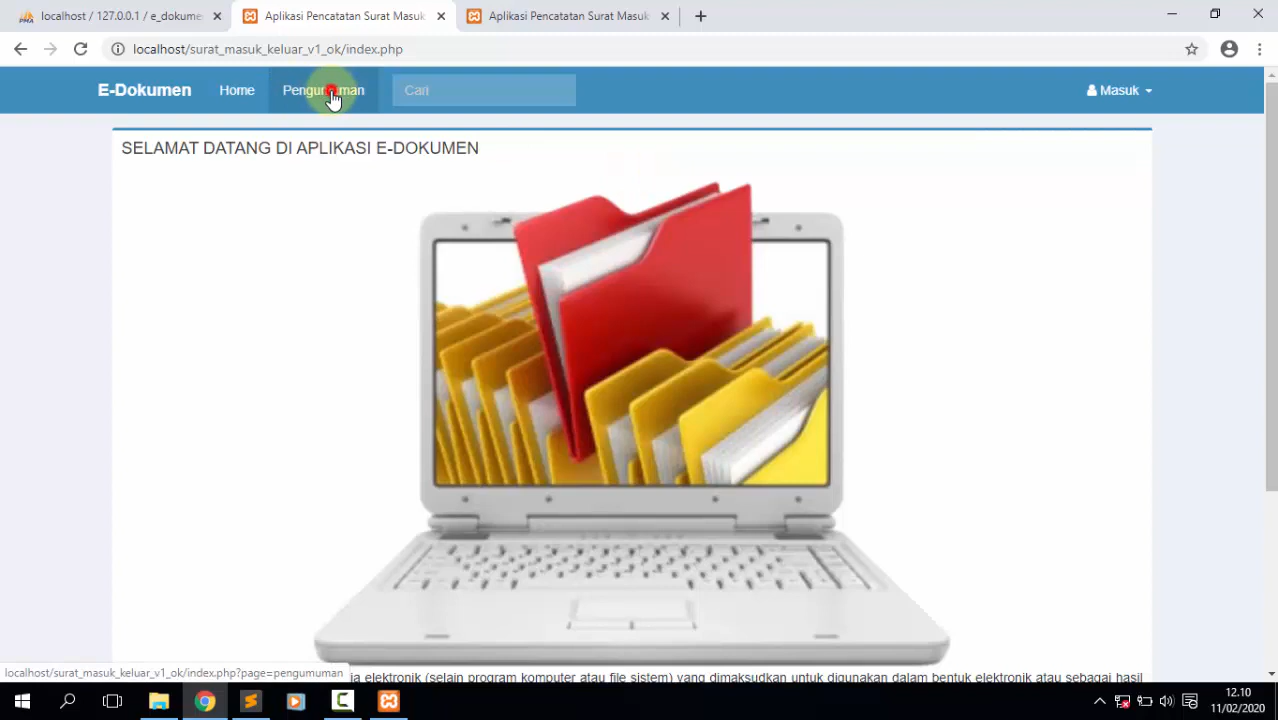 localhost / 127.0.0.1 / e_dokume
Aplikasi Pencatatan Surat Masuk
Aplikasi Pencatatan Surat Masuk
localhost/surat_masuk_keluar_v1_ok/index.php
E-Dokumen Home Pengumuman Cari Masuk
SELAMAT DATANG DI APLIKASI E-DOKUMEN
ja elektronik (selain program komputer atau file sistem) yang dimaksudkan untuk digunakan dalam bentuk elektronik atau sebagai hasil
localhost/surat_masuk_keluar_v1_ok/index.php?page=pengumuman
12.10
11/02/2020